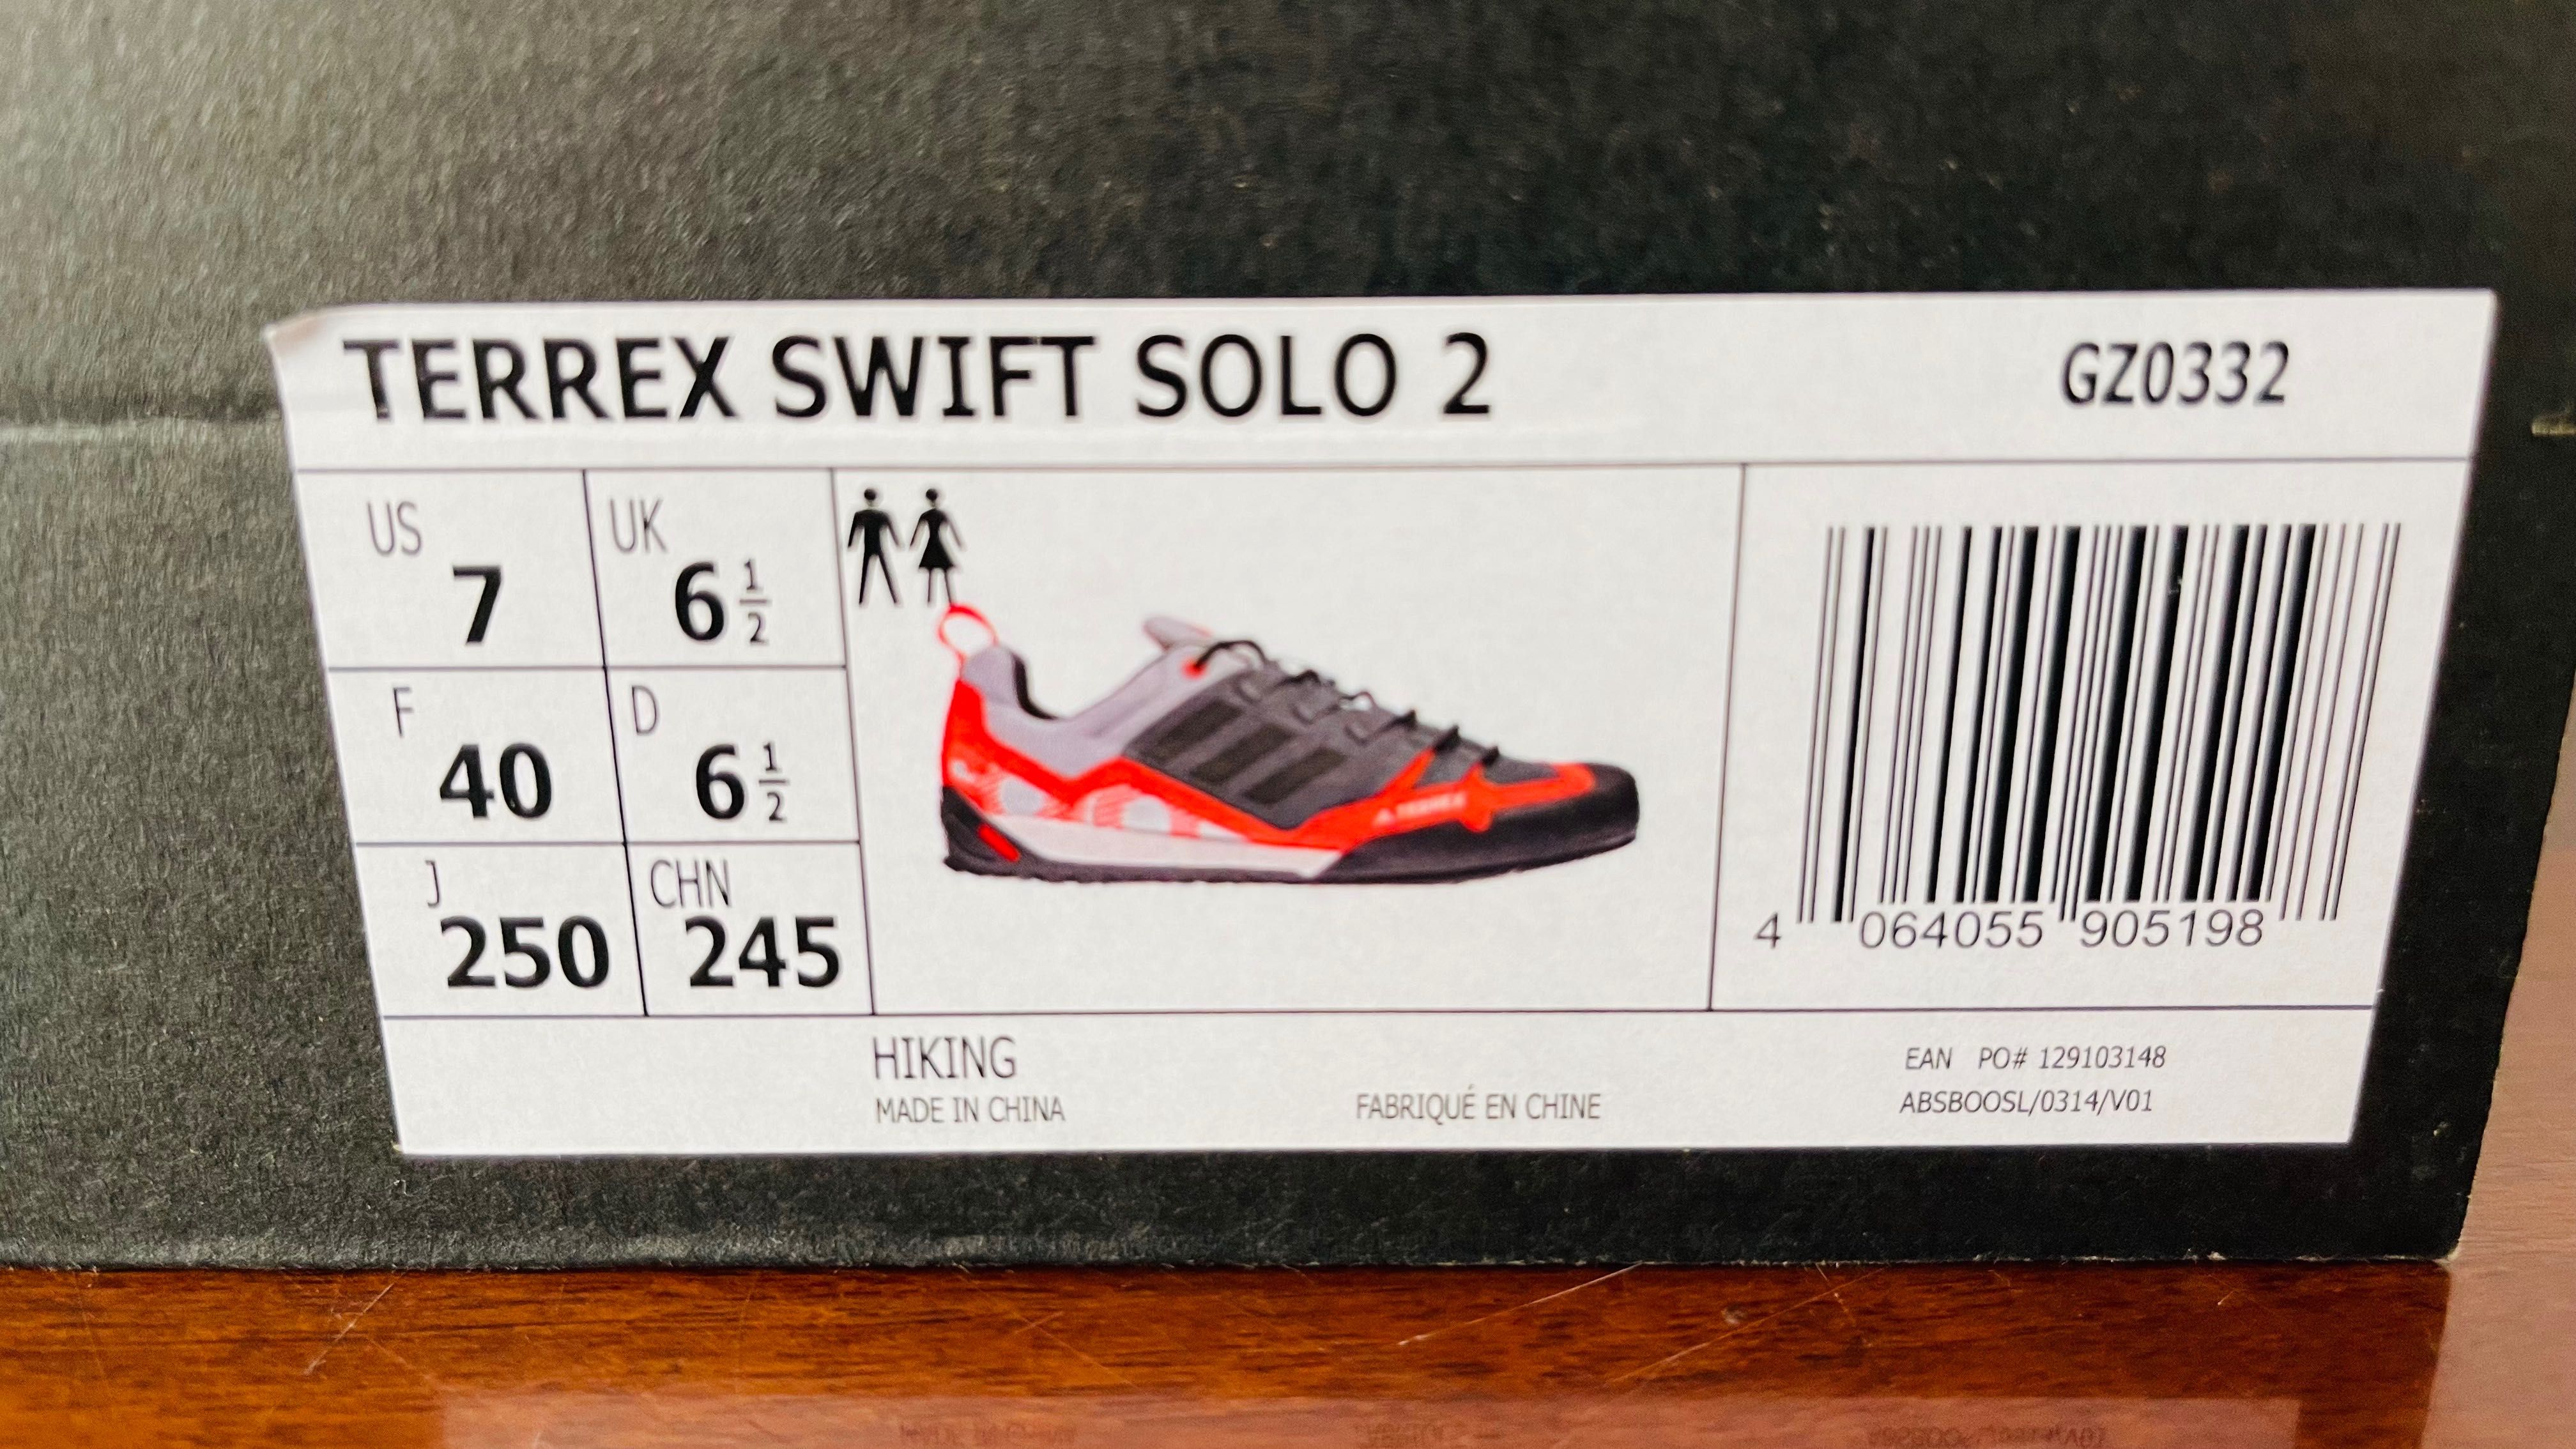 TERREX SWIFT SOLO 2
GZ0332
US
7
UK
6 1/2
F
40
D
6 1/2
J
250
CHN
245
4 064055 905198
HIKING
MADE IN CHINA
FABRIQUÉ EN CHINE
EAN PO# 129103148
ABSBOOSL/0314/V01